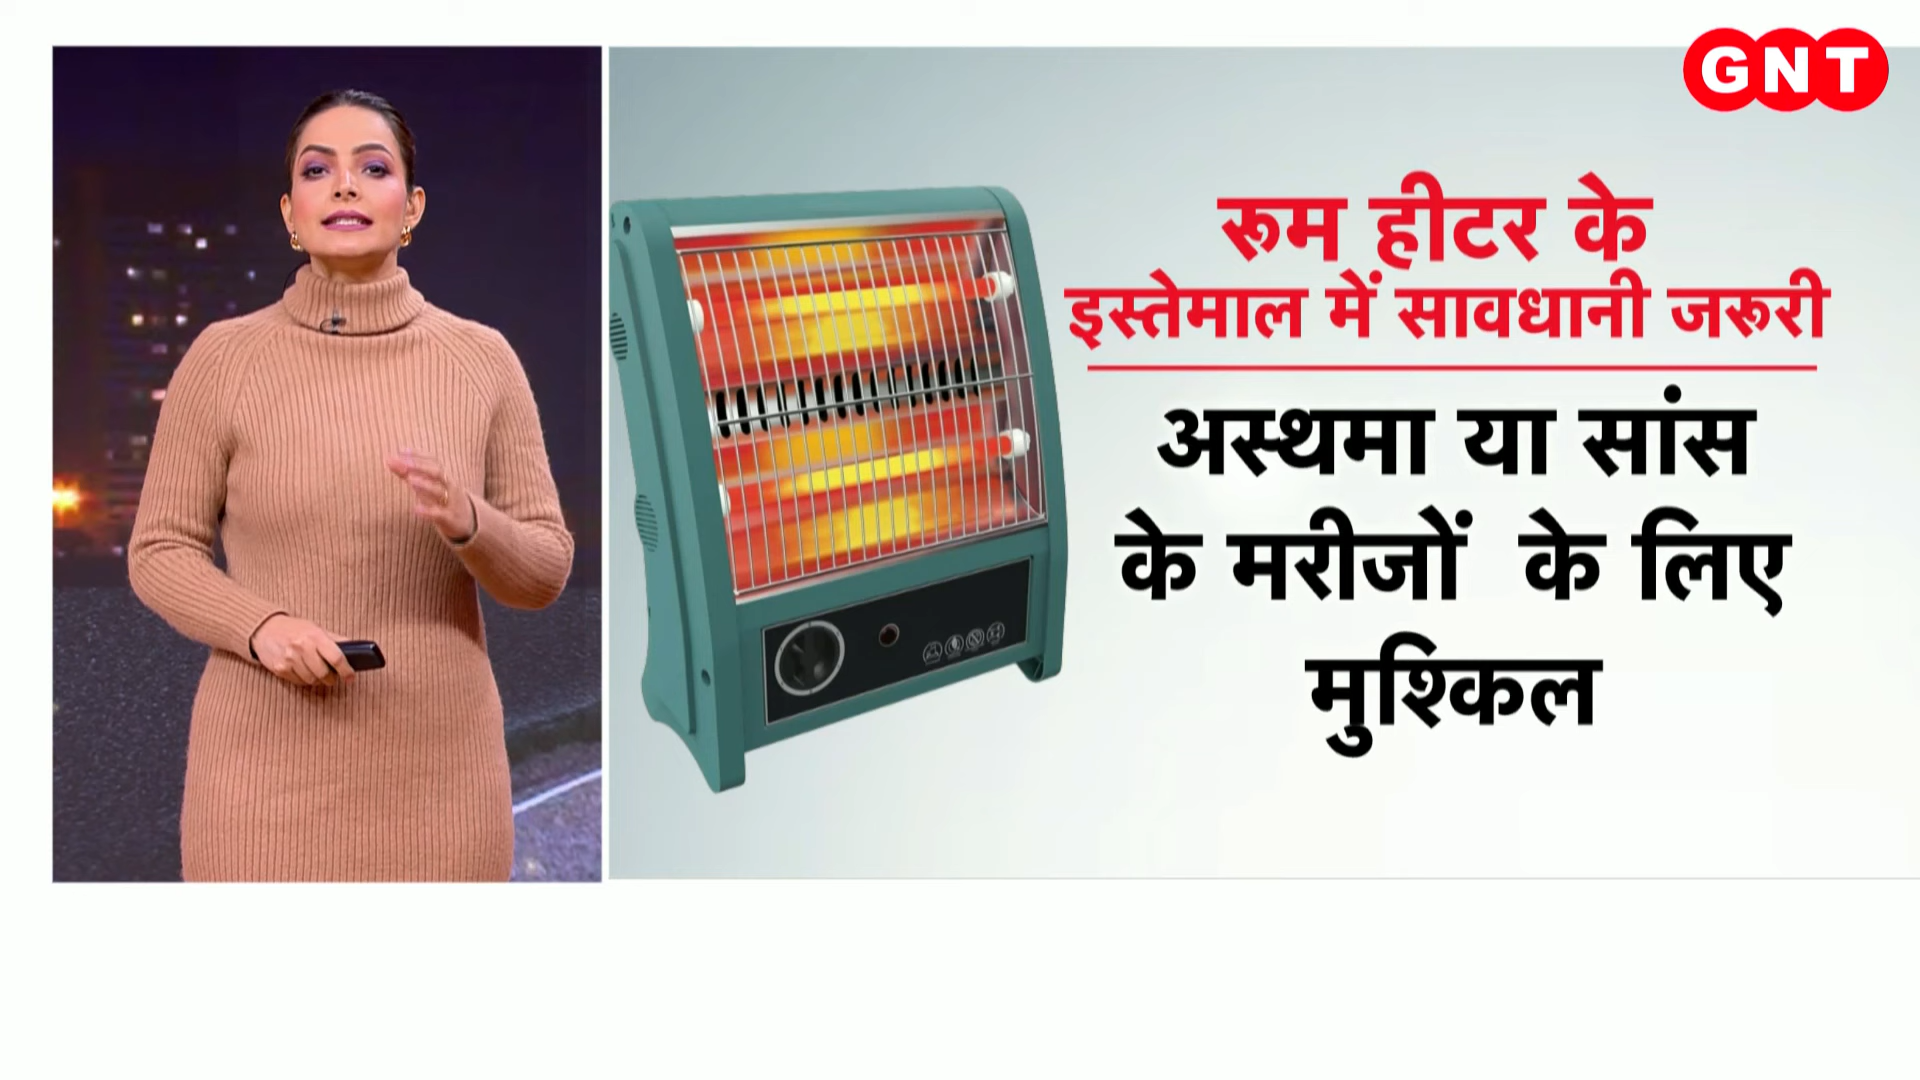 GNT
रूम हीटर के
इस्तेमाल में सावधानी जरूरी
अस्थमा या सांस
के मरीजों के लिए
मुश्किल